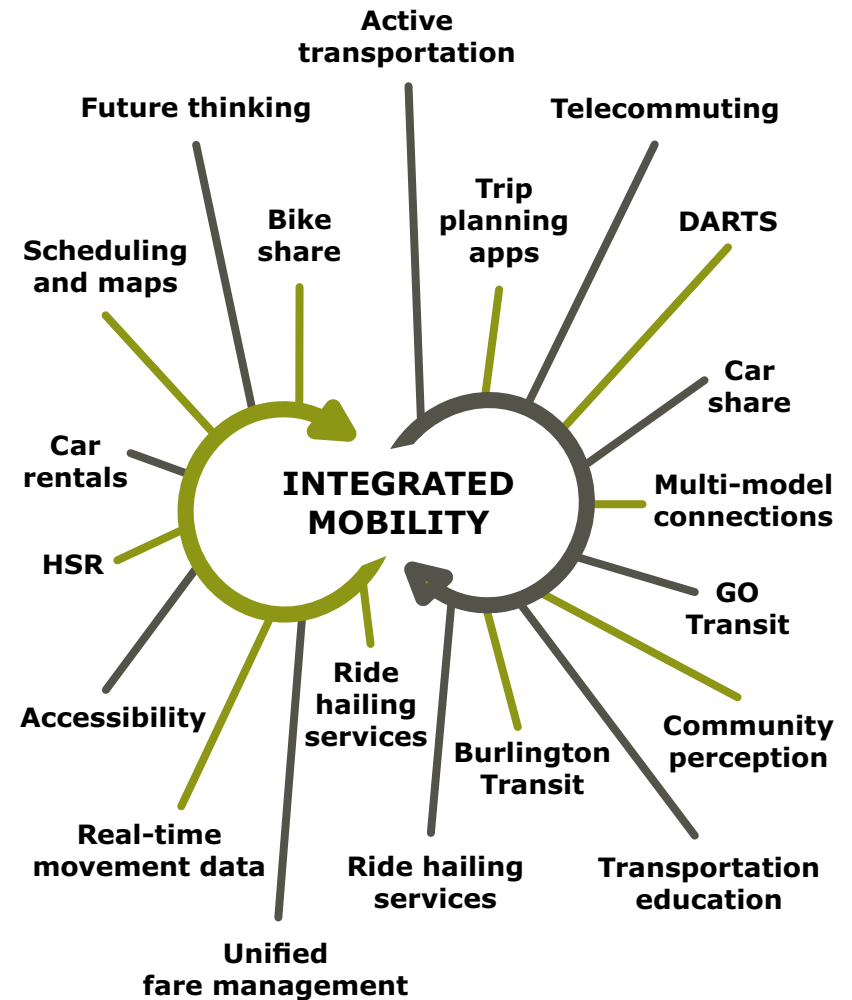 Active
transportation
Future thinking
Telecommuting
Trip
planning
apps
Bike
share
DARTS
Scheduling
and maps
Car
share
Car
rentals
INTEGRATED
MOBILITY
Multi-model
connections
HSR
GO
Transit
Ride
hailing
services
Accessibility
Community
perception
Burlington
Transit
Real-time
movement data
Ride hailing
services
Transportation
education
Unified
fare management